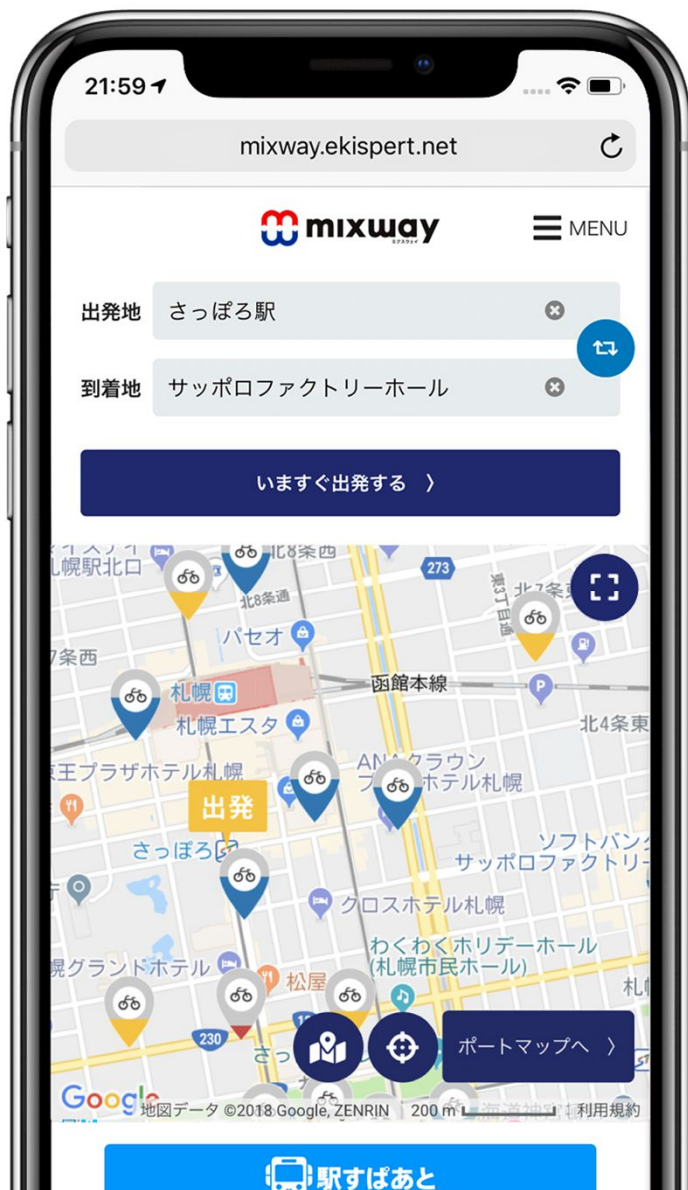 21:59
mixway.ekispert.net
mixway
ミクスウェイ
MENU
出発地
さっぽろ駅
到着地
サッポロファクトリーホール
いますぐ出発する 〉
幌駅北口
北8条西
273
北8条通
東3丁目通
北7条
パセオ
条西
札幌
函館本線
札幌エスタ
北4条東
王プラザホテル札幌
ANAクラウン
ホテル札幌
出発
さっぽろ
ソフトバン
サッポロファクトリー
クロスホテル札幌
幌グランドホテル
わくわくホリデーホール
(札幌市民ホール)
松屋
230
さっ
ポートマップへ 〉
Google
地図データ ©2018 Google, ZENRIN
200 m
利用規約
駅すぱあと